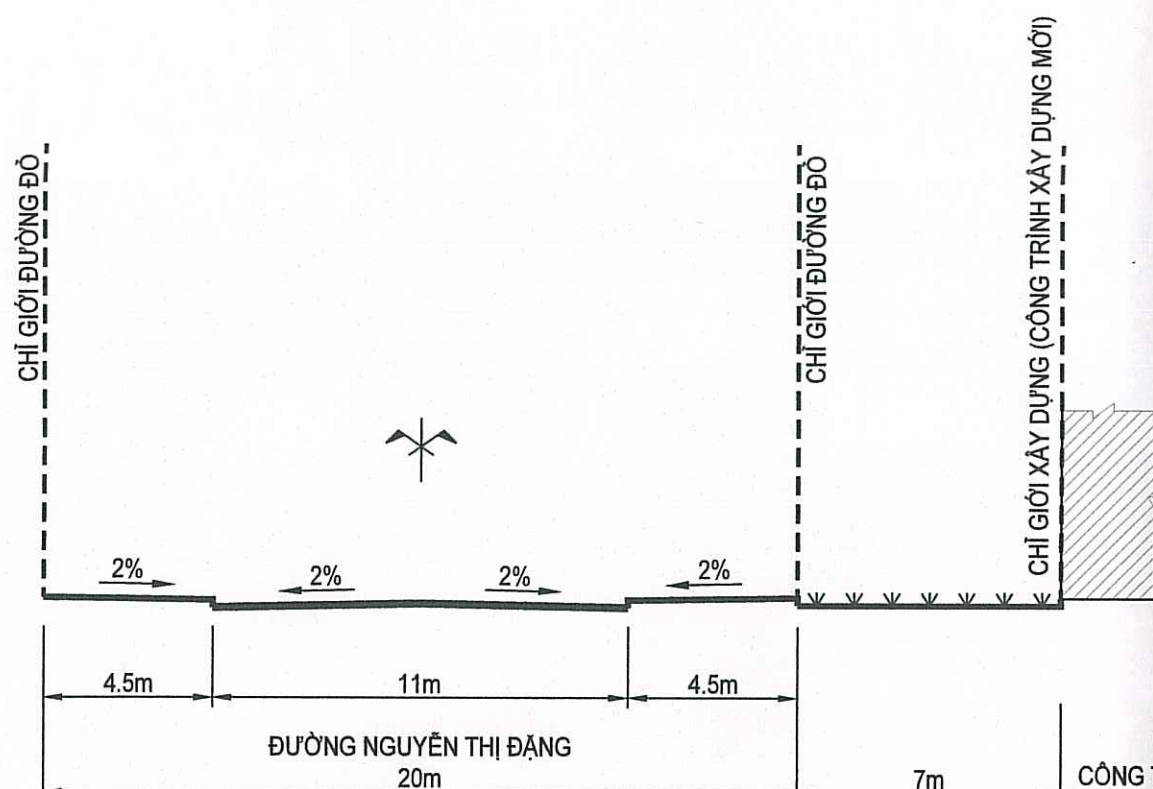 CHỈ GIỚI ĐƯỜNG ĐỎ
CHỈ GIỚI ĐƯỜNG ĐỎ
CHỈ GIỚI XÂY DỰNG (CÔNG TRÌNH XÂY DỰNG MỚI)
2%
2%
2%
2%
4.5m
11m
4.5m
ĐƯỜNG NGUYỄN THỊ ĐẶNG
20m
7m
CÔNG